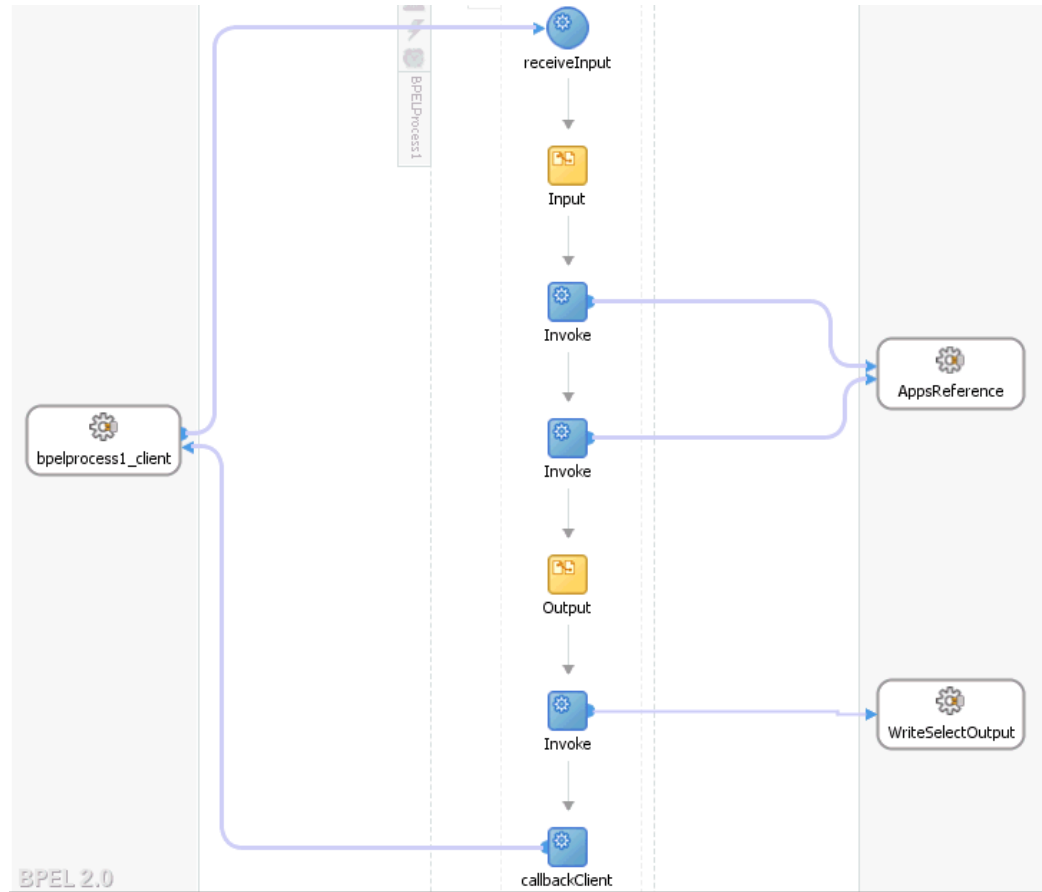 receiveInput
BPELProcess1
Input
Invoke
AppsReference
Invoke
bpelprocess1_client
Output
Invoke
WriteSelectOutput
callbackClient
BPEL 2.0